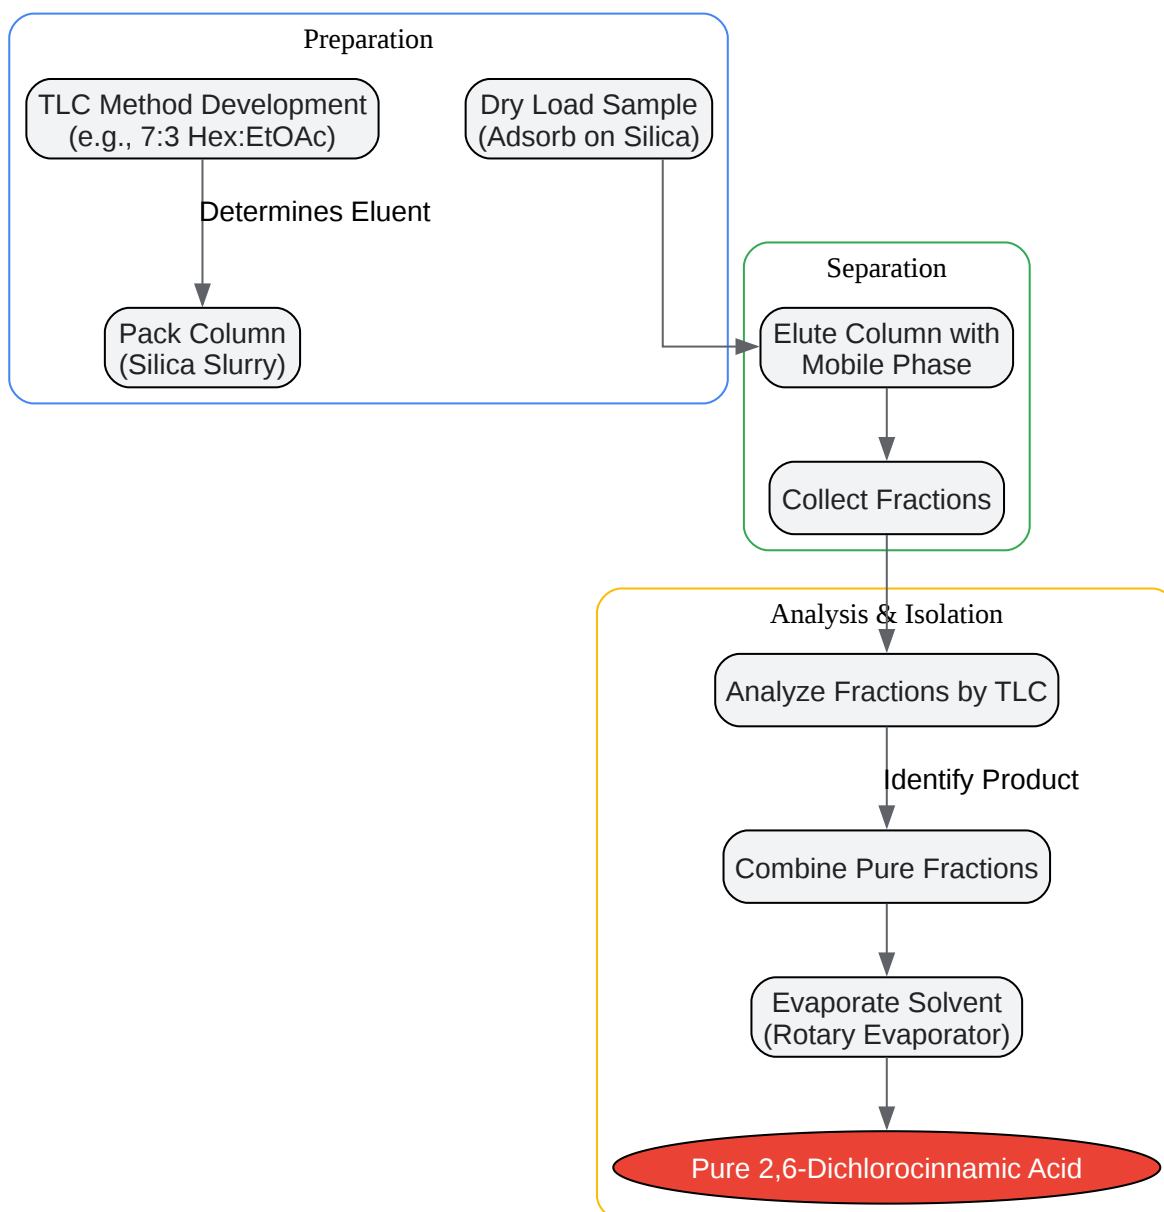 Preparation
TLC Method Development
(e.g., 7:3 Hex:EtOAc)
Dry Load Sample
(Adsorb on Silica)
Determines Eluent
Pack Column
(Silica Slurry)
Separation
Elute Column with
Mobile Phase
Collect Fractions
Analysis & Isolation
Analyze Fractions by TLC
Identify Product
Combine Pure Fractions
Evaporate Solvent
(Rotary Evaporator)
Pure 2,6-Dichlorocinnamic Acid